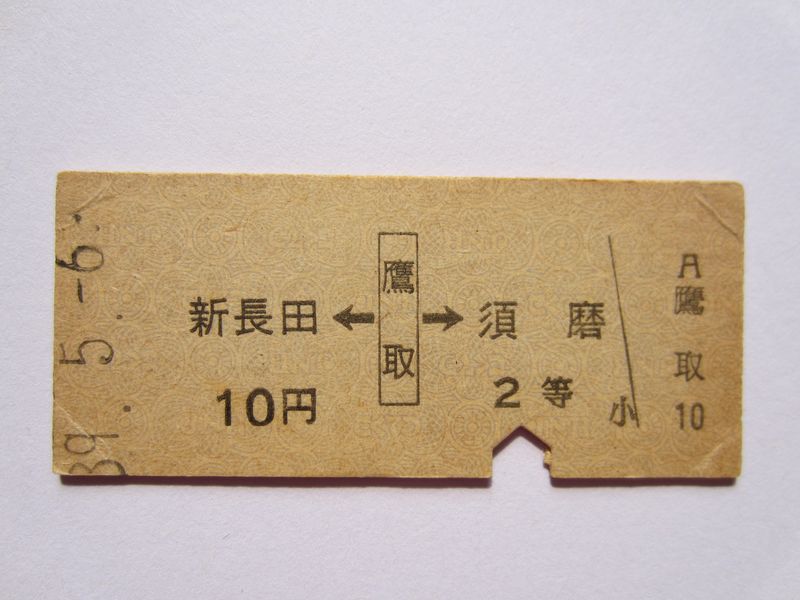 39. 5. -6.
鷹取
新長田 ← → 須磨
10円
2等
小
A
鷹取
10